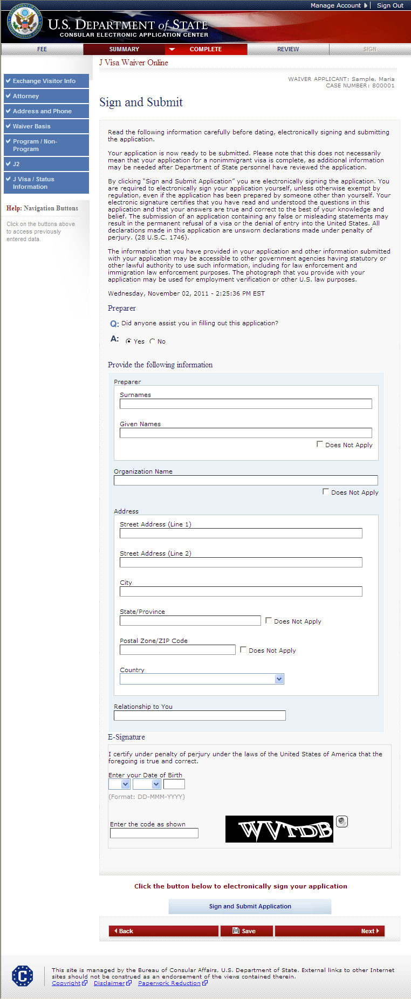 Manage Account
Sign Out
U.S. DEPARTMENT of STATE
CONSULAR ELECTRONIC APPLICATION CENTER
FEE
SUMMARY
COMPLETE
REVIEW
SIGN
J Visa Waiver Online
WAIVER APPLICANT: Sample, Maria
CASE NUMBER: 800001
Exchange Visitor Info
Attorney
Address and Phone
Waiver Basis
Program / Non-
Program
J2
J Visa / Status
Information
Help: Navigation Buttons
Click on the buttons above
to access previously
entered data.
Sign and Submit
Read the following information carefully before dating, electronically signing and submitting
the application.
Your application is now ready to be submitted. Please note that this does not necessarily
mean that your application for a nonimmigrant visa is complete, as additional information
may be needed after Department of State personnel have reviewed the application.
By clicking “Sign and Submit Application” you are electronically signing the application. You
are required to electronically sign your application yourself, unless otherwise exempt by
regulation, even if the application has been prepared by someone other than yourself. Your
electronic signature certifies that you have read and understood the questions in this
application and that your answers are true and correct to the best of your knowledge and
belief. The submission of an application containing any false or misleading statements may
result in the permanent refusal of a visa or the denial of entry into the United States. All
declarations made in this application are unsworn declarations made under penalty of
perjury. (28 U.S.C. 1746).
The information that you have provided in your application and other information submitted
with your application may be accessible to other government agencies having statutory or
other lawful authority to use such information, including for law enforcement and
immigration law enforcement purposes. The photograph that you provide with your
application may be used for employment verification or other U.S. law purposes.
Wednesday, November 02, 2011 - 2:25:36 PM EST
Preparer
Q: Did anyone assist you in filling out this application?
A: Yes No
Provide the following information
Preparer
Surnames
Given Names
Does Not Apply
Organization Name
Does Not Apply
Address
Street Address (Line 1)
Street Address (Line 2)
City
State/Province
Does Not Apply
Postal Zone/ZIP Code
Does Not Apply
Country
Relationship to You
E-Signature
I certify under penalty of perjury under the laws of the United States of America that the
foregoing is true and correct.
Enter your Date of Birth
(Format: DD-MMM-YYYY)
Enter the code as shown
WVTDB
Click the button below to electronically sign your application
Sign and Submit Application
Back
Save
Next
This site is managed by the Bureau of Consular Affairs, U.S. Department of State. External links to other Internet
sites should not be construed as an endorsement of the views contained therein.
Copyright Disclaimer Paperwork Reduction